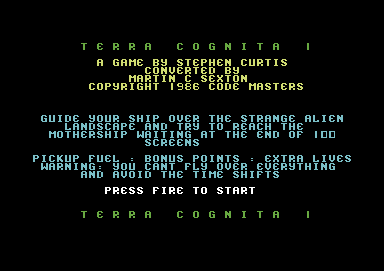 TERRA COGNITA I
A GAME BY STEPHEN CURTIS
CONVERTED BY
MARTIN C SEXTON
COPYRIGHT 1986 CODE MASTERS
GUIDE YOUR SHIP OVER THE STRANGE ALIEN
LANDSCAPE AND TRY TO REACH THE
MOTHERSHIP WAITING AT THE END OF 100
SCREENS
PICKUP FUEL : BONUS POINTS : EXTRA LIVES
WARNING: YOU CANT FLY OVER EVERYTHING
AND AVOID THE TIME SHIFTS
PRESS FIRE TO START
TERRA COGNITA I